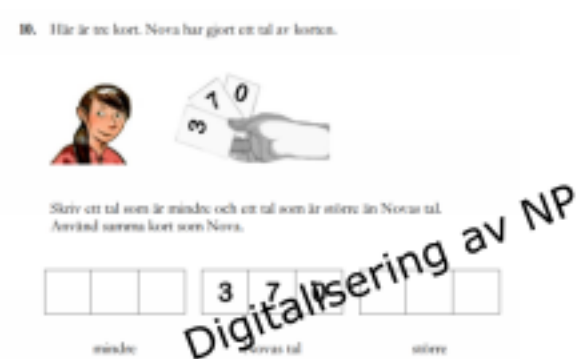 10. Här är tre kort. Nova har gjort ett tal av korten.
3 7 0
Skriv ett tal som är mindre och ett tal som är större än Novas tal.
Använd samma kort som Nova.
3 7 0
mindre Novas tal större
Digitalisering av NP